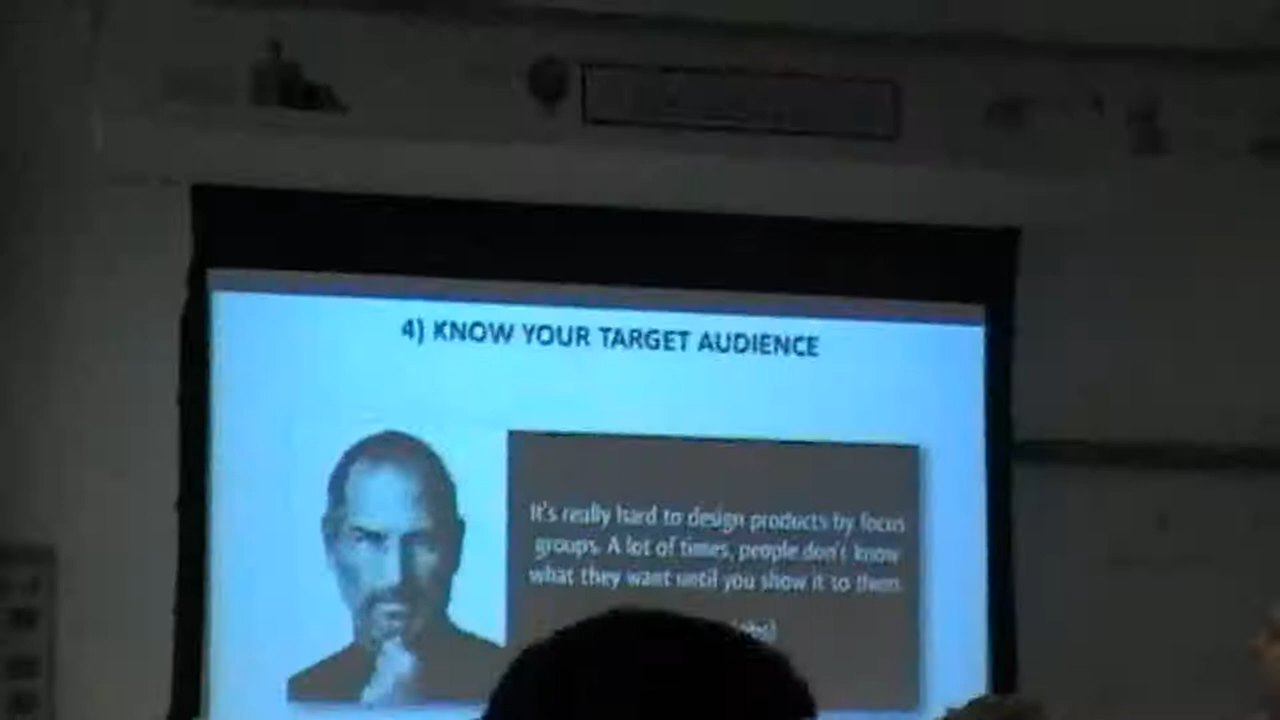 4) KNOW YOUR TARGET AUDIENCE
It's really hard to design products by focus
groups. A lot of times, people don't know
what they want until you show it to them.
Jobs)